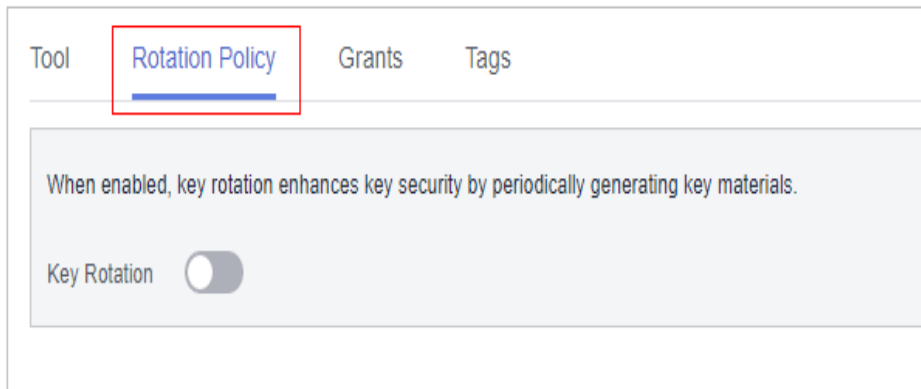 Tool Rotation Policy Grants Tags
When enabled, key rotation enhances key security by periodically generating key materials.
Key Rotation